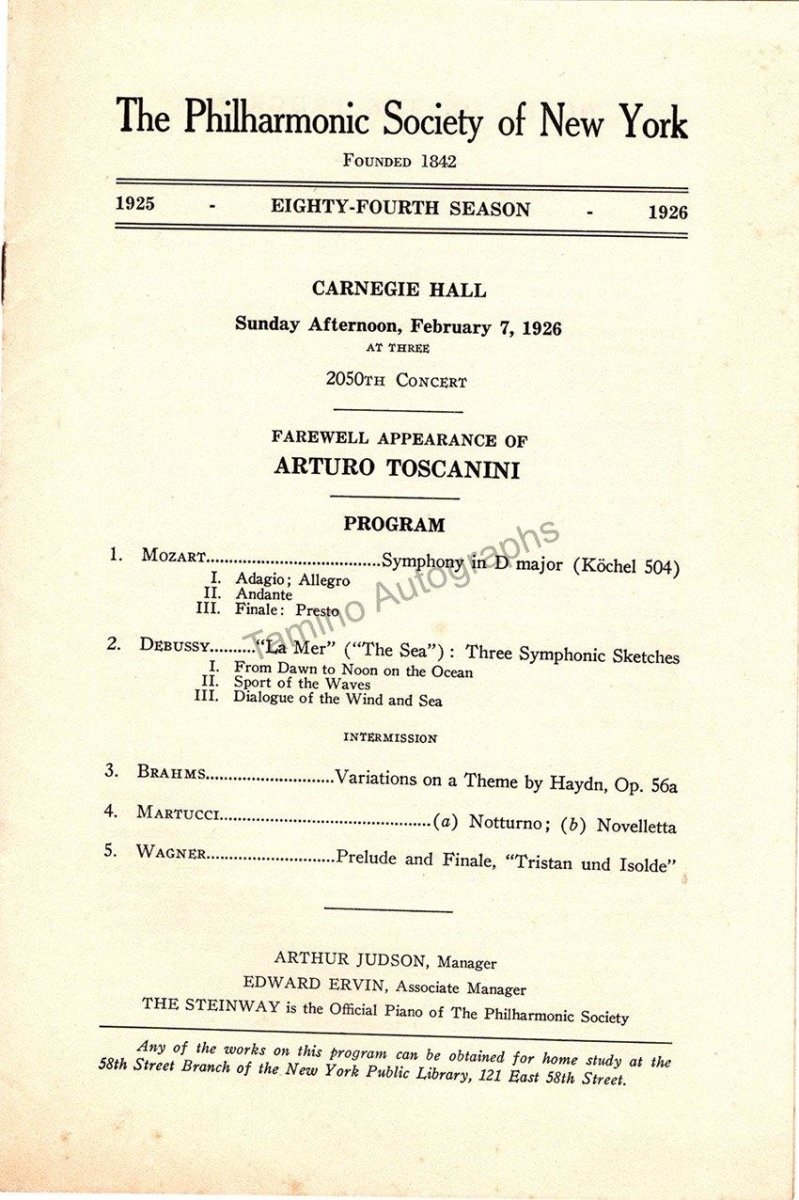 The Philharmonic Society of New York
FOUNDED 1842
1925 - EIGHTY-FOURTH SEASON - 1926
CARNEGIE HALL
Sunday Afternoon, February 7, 1926
AT THREE
2050TH CONCERT
FAREWELL APPEARANCE OF
ARTURO TOSCANINI
PROGRAM
1. MOZART....................................Symphony in D major (Köchel 504)
I. Adagio; Allegro
II. Andante
III. Finale: Presto
Tamino Autographs
2. DEBUSSY..........“La Mer” (“The Sea”): Three Symphonic Sketches
I. From Dawn to Noon on the Ocean
II. Sport of the Waves
III. Dialogue of the Wind and Sea
INTERMISSION
3. BRAHMS...........................Variations on a Theme by Haydn, Op. 56a
4. MARTUCCI.............................................(a) Notturno; (b) Novelletta
5. WAGNER...........................Prelude and Finale, “Tristan und Isolde”
ARTHUR JUDSON, Manager
EDWARD ERVIN, Associate Manager
THE STEINWAY is the Official Piano of The Philharmonic Society
Any of the works on this program can be obtained for home study at the
58th Street Branch of the New York Public Library, 121 East 58th Street.